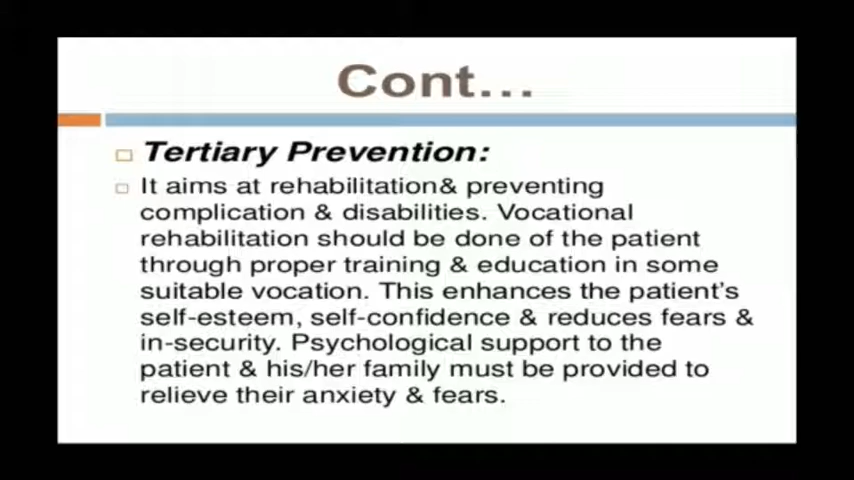 Cont...
Tertiary Prevention:
It aims at rehabilitation& preventing
complication & disabilities. Vocational
rehabilitation should be done of the patient
through proper training & education in some
suitable vocation. This enhances the patient's
self-esteem, self-confidence & reduces fears &
in-security. Psychological support to the
patient & his/her family must be provided to
relieve their anxiety & fears.